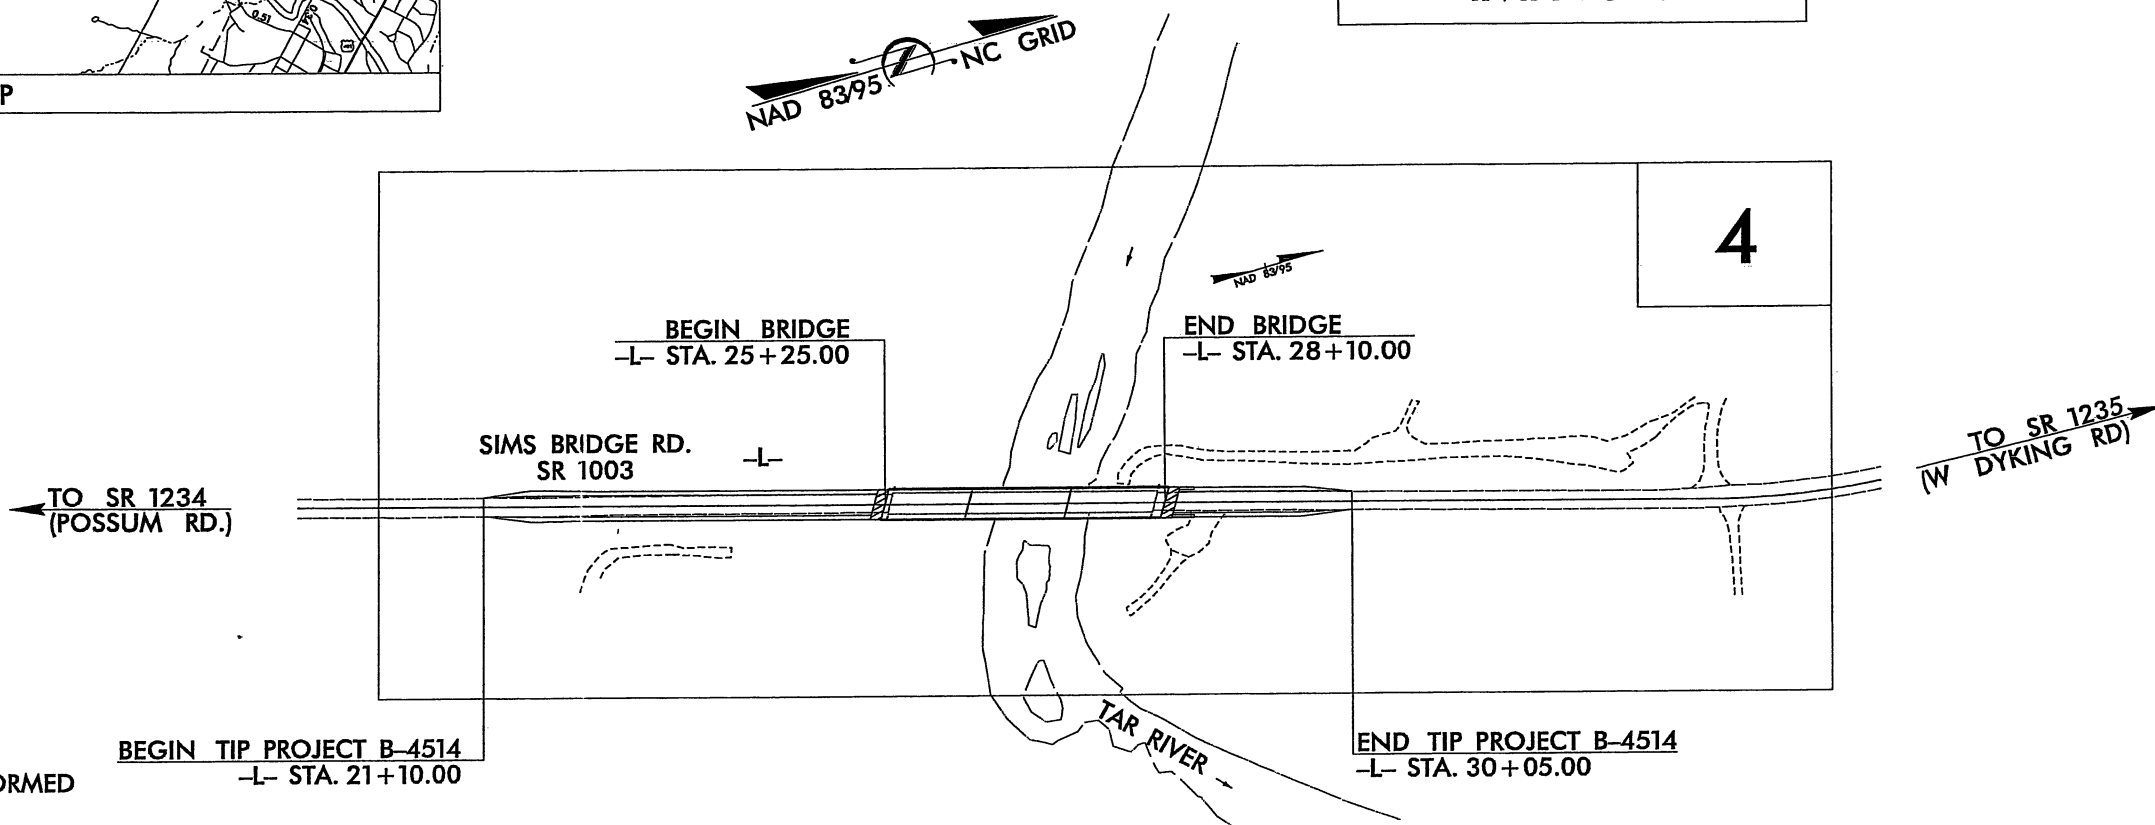 0.51
P
NAD 83/95
NC GRID
4
NAD 83/95
BEGIN BRIDGE
-L- STA. 25+25.00
END BRIDGE
-L- STA. 28+10.00
SIMS BRIDGE RD.
SR 1003
-L-
TO SR 1234
(POSSUM RD.)
TO SR 1235
(W DYKING RD)
TAR RIVER
BEGIN TIP PROJECT B-4514
-L- STA. 21+10.00
END TIP PROJECT B-4514
-L- STA. 30+05.00
ORMED